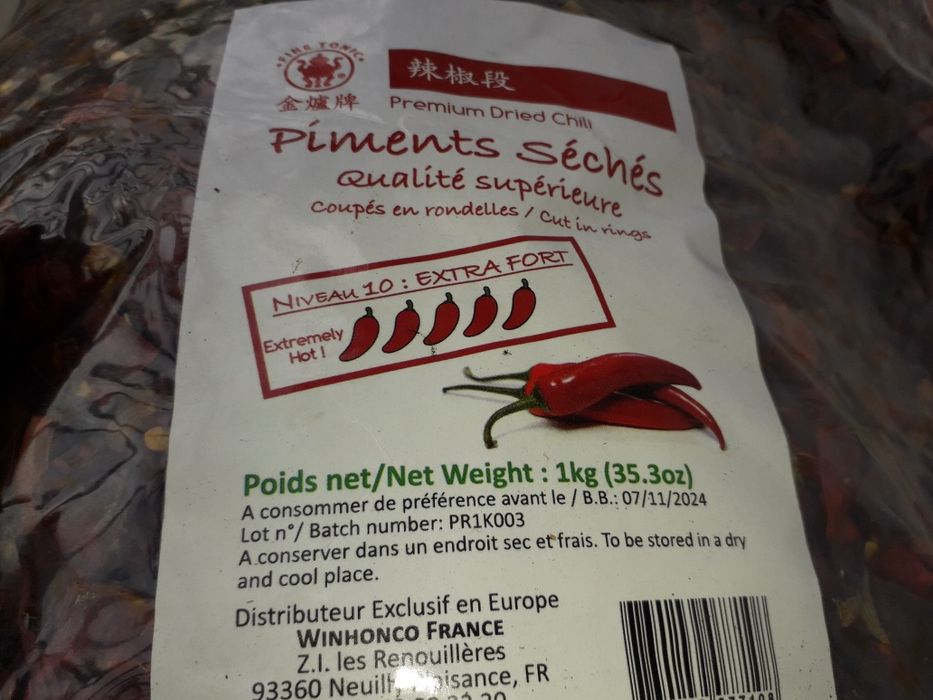 FINE TONIC
金爐牌
辣椒段
Premium Dried Chili
Piments Séchés
Qualité supérieure
Coupés en rondelles / Cut in rings
NIVEAU 10 : EXTRA FORT
Extremely
Hot !
Poids net/Net Weight : 1kg (35.3oz)
A consommer de préférence avant le / B.B.: 07/11/2024
Lot n°/ Batch number: PR1K003
A conserver dans un endroit sec et frais. To be stored in a dry
and cool place.
Distributeur Exclusif en Europe
WINHONCO FRANCE
Z.I. les Renouillères
93360 FR